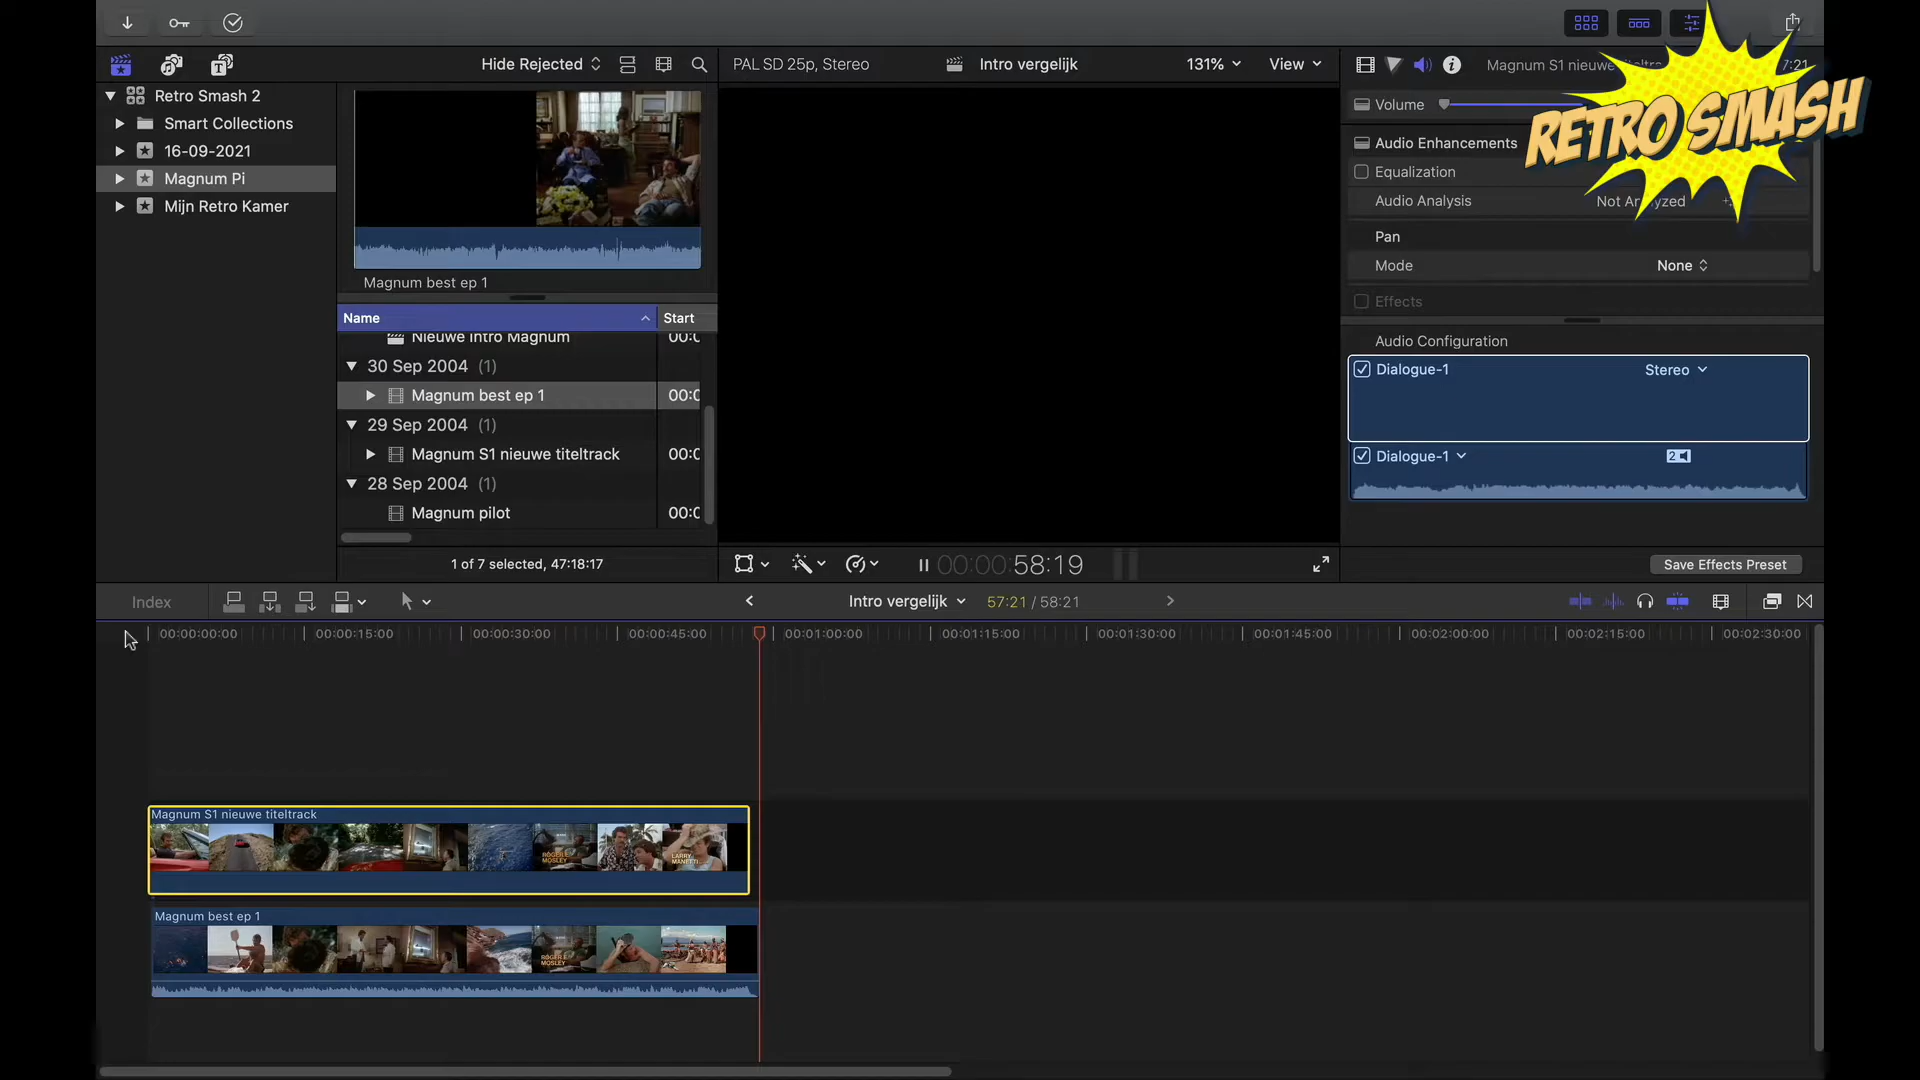 Hide Rejected
PAL SD 25p, Stereo
Intro vergelijk
131%
View
Magnum S1 nieuwe titeltra
7:21
RETRO SMASH
Retro Smash 2
Smart Collections
16-09-2021
Magnum Pi
Mijn Retro Kamer
Magnum best ep 1
Name
Start
Nieuwe intro Magnum
00:0
30 Sep 2004 (1)
Magnum best ep 1
00:0
29 Sep 2004 (1)
Magnum S1 nieuwe titeltrack
00:0
28 Sep 2004 (1)
Magnum pilot
00:0
1 of 7 selected, 47:18:17
00:00:58:19
Volume
Audio Enhancements
Equalization
Audio Analysis
Not Analyzed
Pan
Mode
None
Effects
Audio Configuration
Dialogue-1
Stereo
Dialogue-1
2
Save Effects Preset
Index
Intro vergelijk
57:21 / 58:21
00:00:00:00
00:00:15:00
00:00:30:00
00:00:45:00
00:01:00:00
00:01:15:00
00:01:30:00
00:01:45:00
00:02:00:00
00:02:15:00
00:02:30:00
Magnum S1 nieuwe titeltrack
ROGER E.
MOSLEY
LARRY
MANETTI
Magnum best ep 1
ROGER E.
MOSLEY